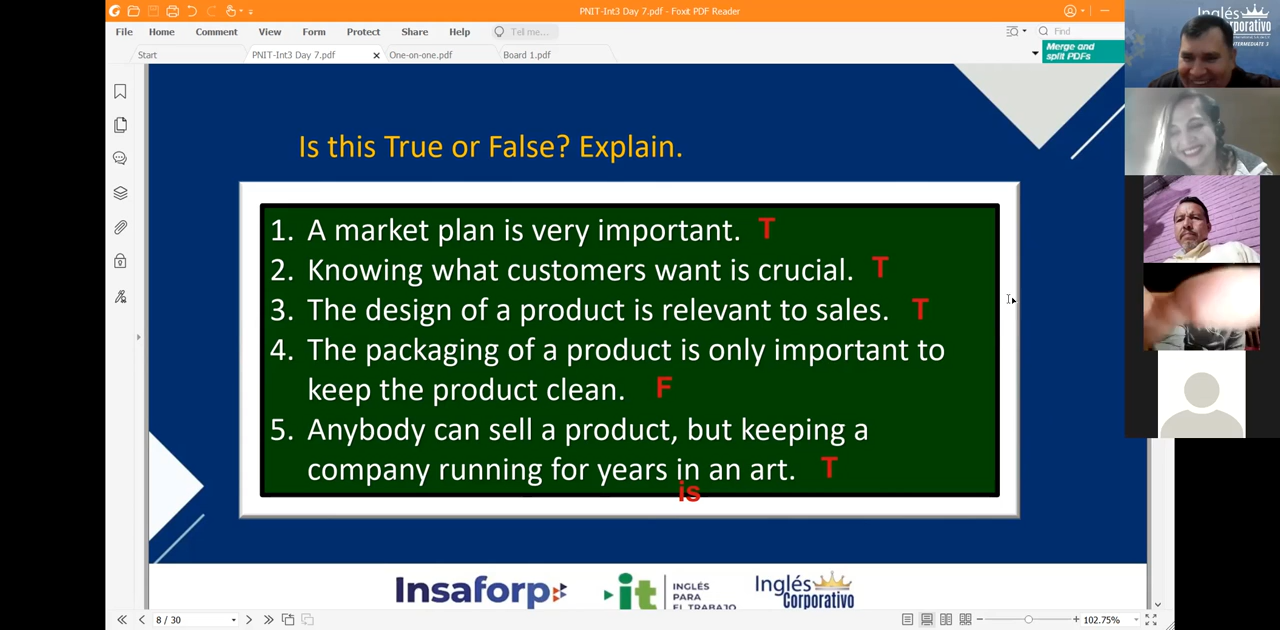 PNIT-Int3 Day 7.pdf - Foxit PDF Reader
File Home Comment View Form Protect Share Help Tell me... Find
Start PNIT-Int3 Day 7.pdf One-on-one.pdf Board 1.pdf
Merge and
split PDFs
Inglés
Corporativo
INTERMEDIATE 3
Is this True or False? Explain.
1. A market plan is very important. T
2. Knowing what customers want is crucial. T
3. The design of a product is relevant to sales. T
4. The packaging of a product is only important to
keep the product clean. F
5. Anybody can sell a product, but keeping a
company running for years in an art. T
is
Insaforp
it
INGLÉS
PARA
EL TRABAJO
Inglés
Corporativo
8 / 30
102.75%